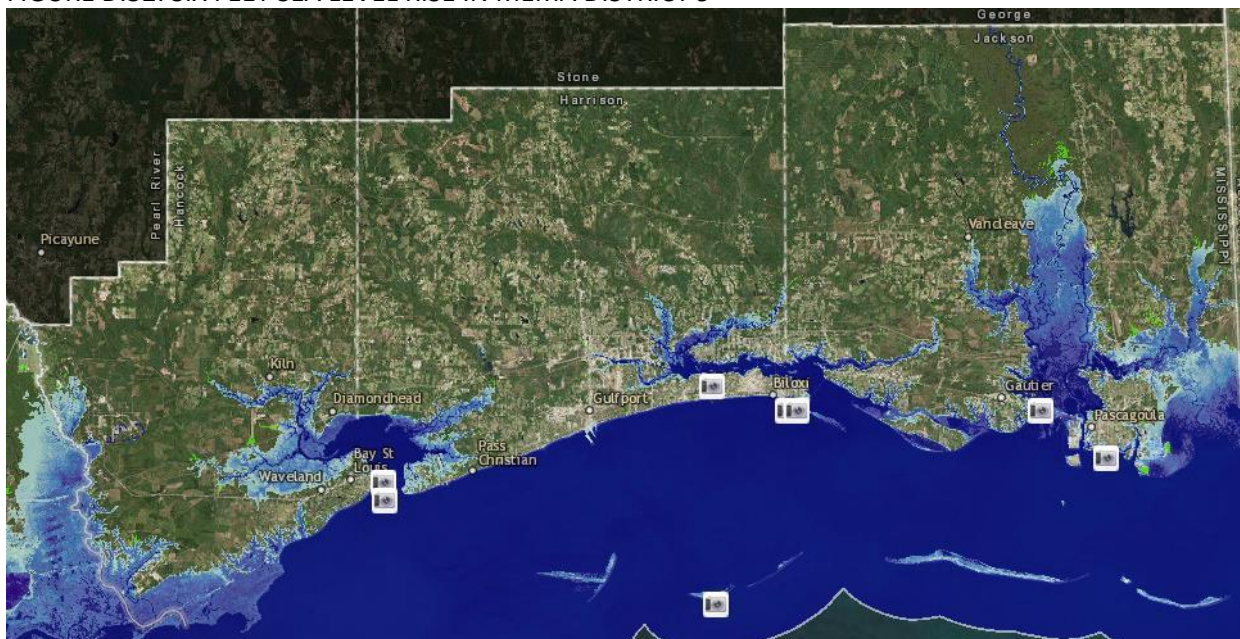 George
Jackson
Stone
Harrison
Pearl River
Hancock
MISSISSIPPI
Picayune
Vancleave
Kiln
Diamondhead
Gulfport
Biloxi
Gautier
Pascagoula
Pass
Christian
Bay St
Louis
Waveland